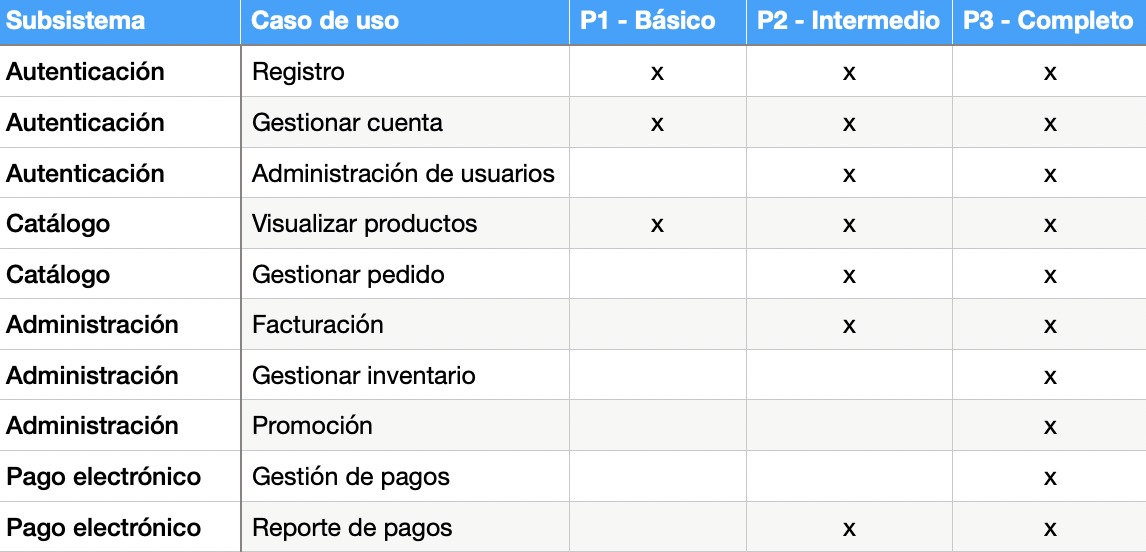 Subsistema Caso de uso P1 - Básico P2 - Intermedio P3 - Completo
Autenticación Registro x x x
Autenticación Gestionar cuenta x x x
Autenticación Administración de usuarios x x
Catálogo Visualizar productos x x x
Catálogo Gestionar pedido x x
Administración Facturación x x
Administración Gestionar inventario x
Administración Promoción x
Pago electrónico Gestión de pagos x
Pago electrónico Reporte de pagos x x